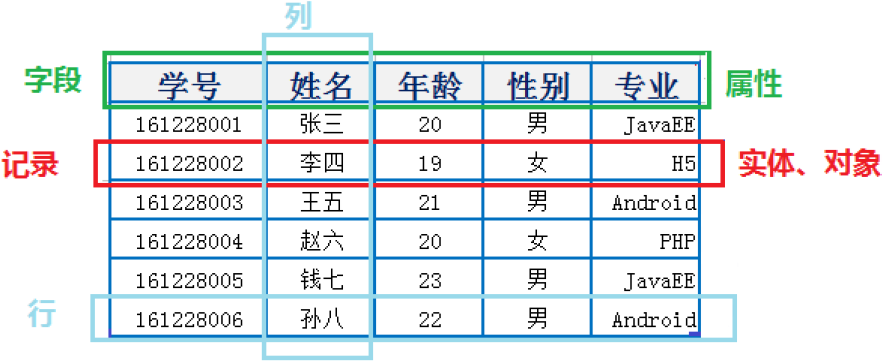 列
字段 学号 姓名 年龄 性别 专业 属性
161228001 张三 20 男 JavaEE
记录 161228002 李四 19 女 H5 实体、对象
161228003 王五 21 男 Android
161228004 赵六 20 女 PHP
161228005 钱七 23 男 JavaEE
行 161228006 孙八 22 男 Android